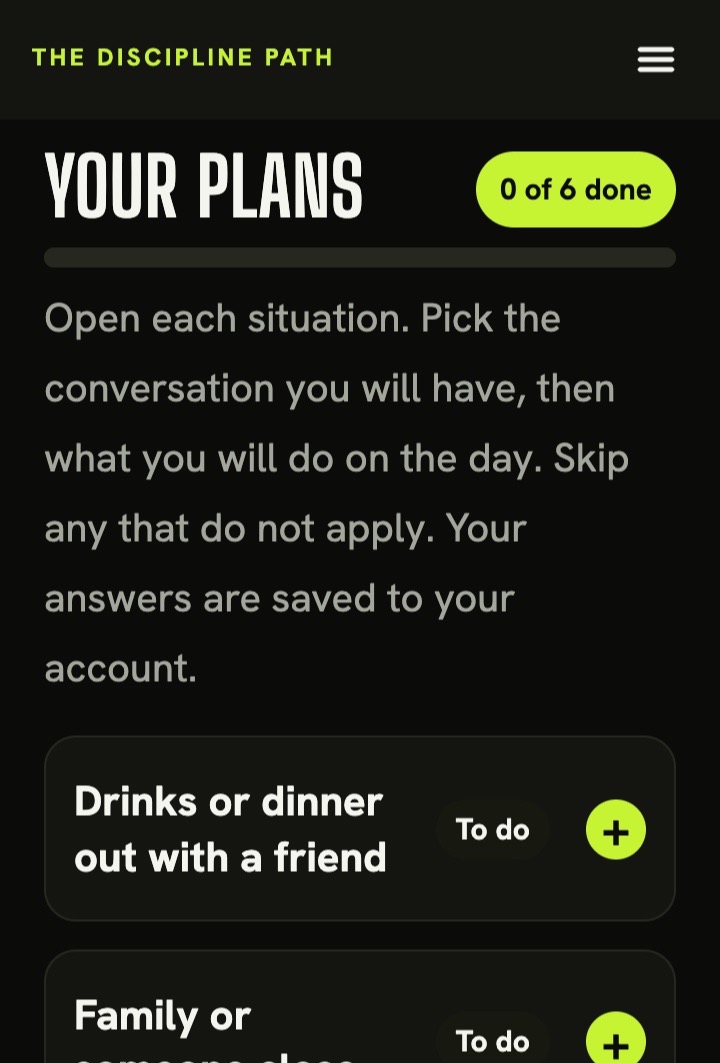 THE DISCIPLINE PATH
YOUR PLANS
0 of 6 done
Open each situation. Pick the
conversation you will have, then
what you will do on the day. Skip
any that do not apply. Your
answers are saved to your
account.
Drinks or dinner
out with a friend
To do
Family or
someone close
To do